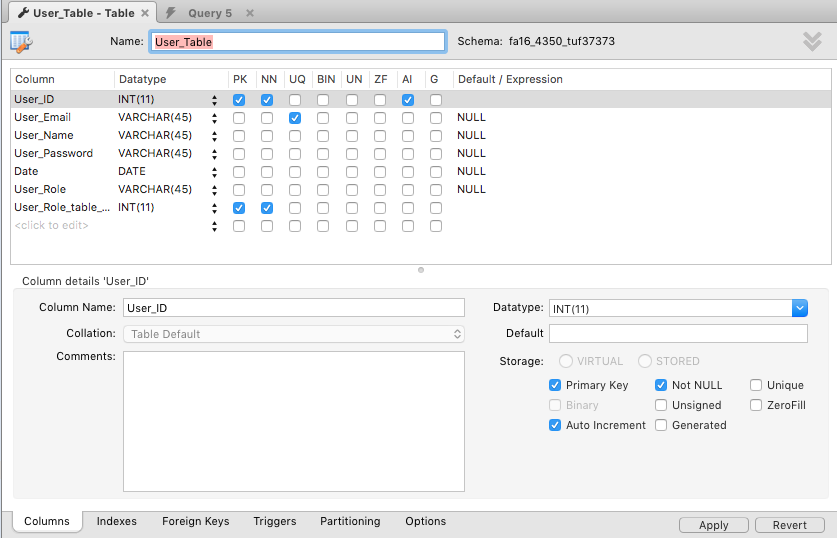 User_Table - Table Query 5
Name: User_Table Schema: fa16_4350_tuf37373
Column Datatype PK NN UQ BIN UN ZF AI G Default / Expression
User_ID INT(11)
User_Email VARCHAR(45) NULL
User_Name VARCHAR(45) NULL
User_Password VARCHAR(45) NULL
Date DATE NULL
User_Role VARCHAR(45) NULL
User_Role_table_... INT(11)
<click to edit>
Column details 'User_ID'
Column Name: User_ID Datatype: INT(11)
Collation: Table Default Default
Comments: Storage: VIRTUAL STORED
Primary Key Not NULL Unique
Binary Unsigned ZeroFill
Auto Increment Generated
Columns Indexes Foreign Keys Triggers Partitioning Options Apply Revert